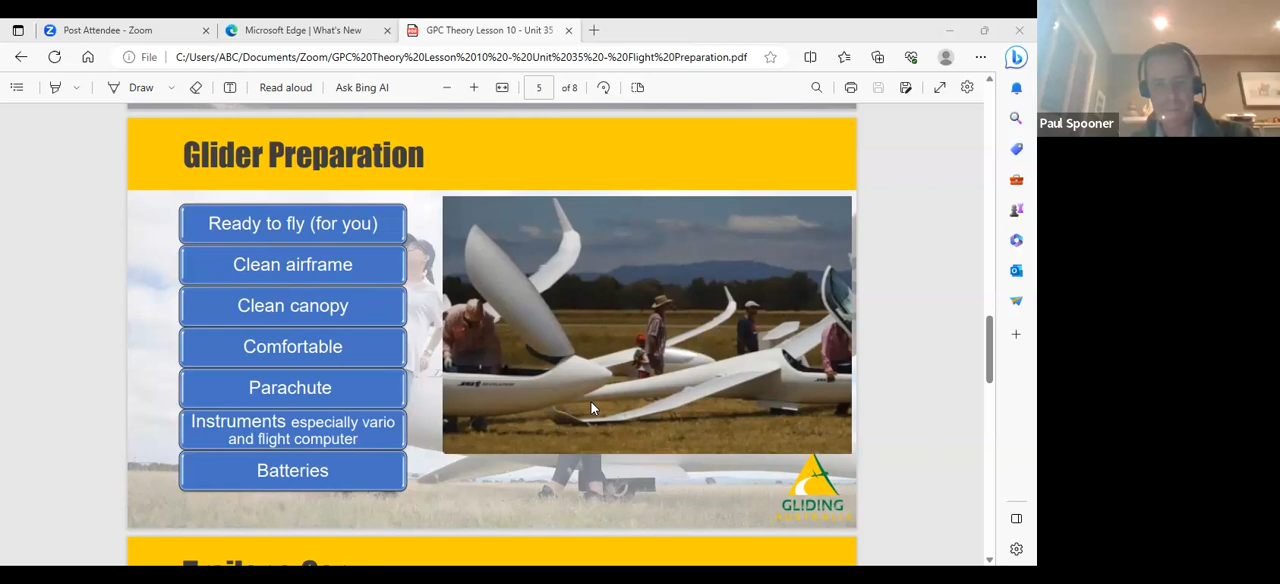 Post Attendee - Zoom
Microsoft Edge | What's New
GPC Theory Lesson 10 - Unit 35
File
C:/Users/ABC/Documents/Zoom/GPC%20Theory%20Lesson%2010%20-%20Unit%2035%20-%20Flight%20Preparation.pdf
Draw
Read aloud
Ask Bing AI
5
of 8
Paul Spooner
Glider Preparation
Ready to fly (for you)
Clean airframe
Clean canopy
Comfortable
Parachute
Instruments especially vario
and flight computer
Batteries
GLIDING
AUSTRALIA